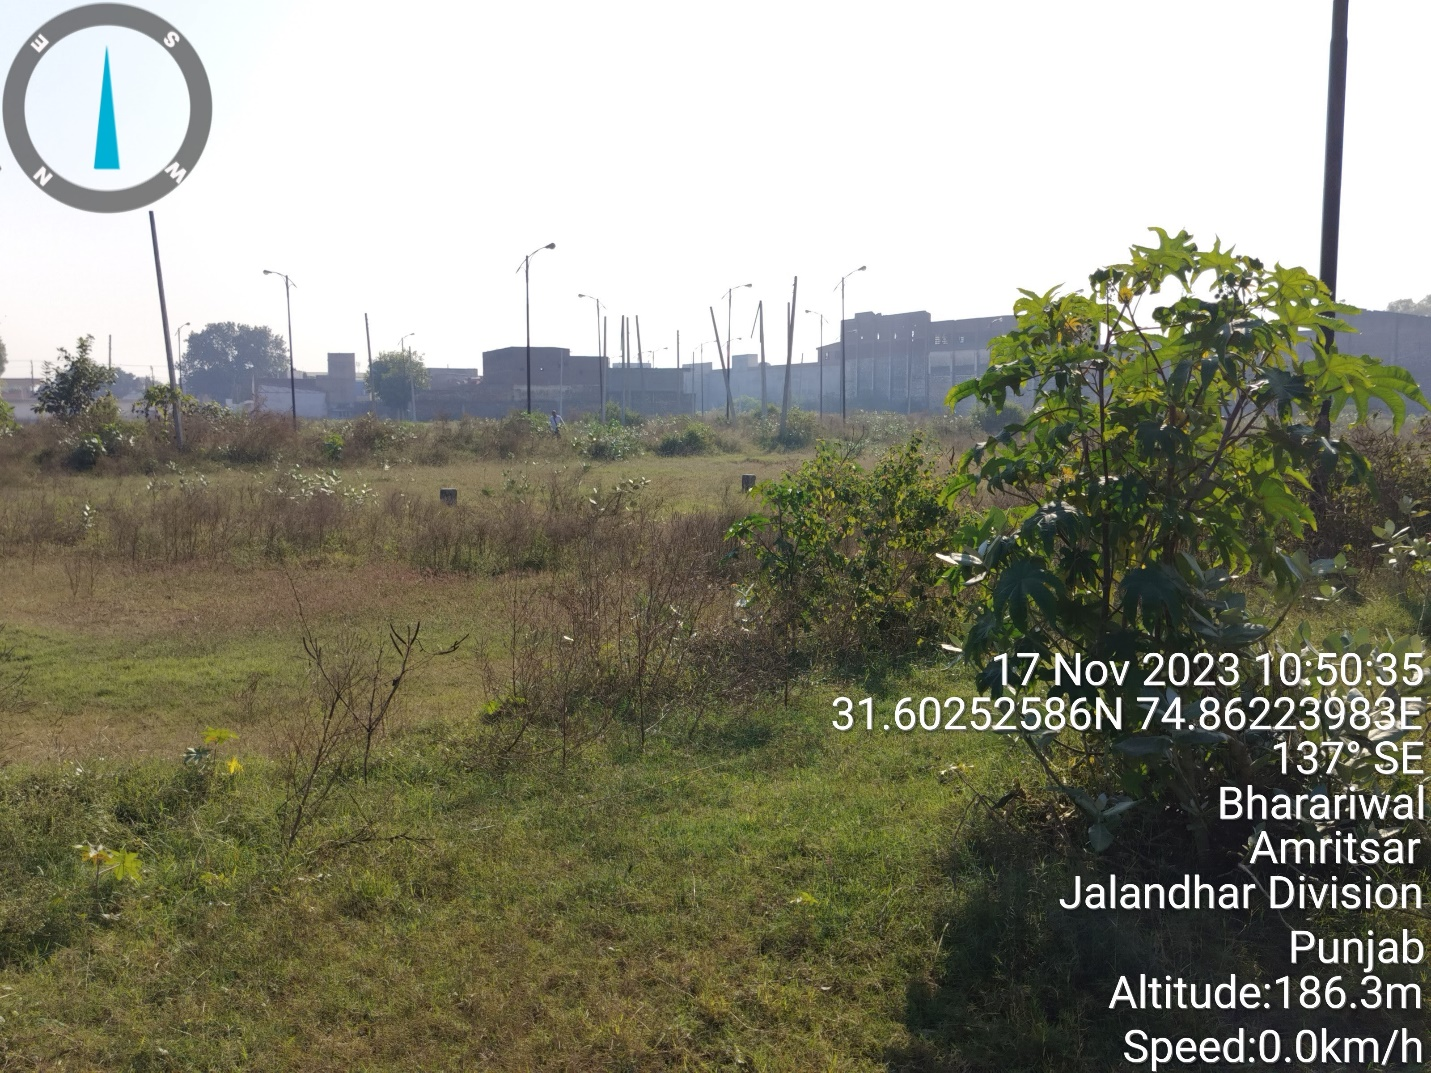 E S
N W
17 Nov 2023 10:50:35
31.60252586N 74.86223983E
137° SE
Bharariwal
Amritsar
Jalandhar Division
Punjab
Altitude:186.3m
Speed:0.0km/h